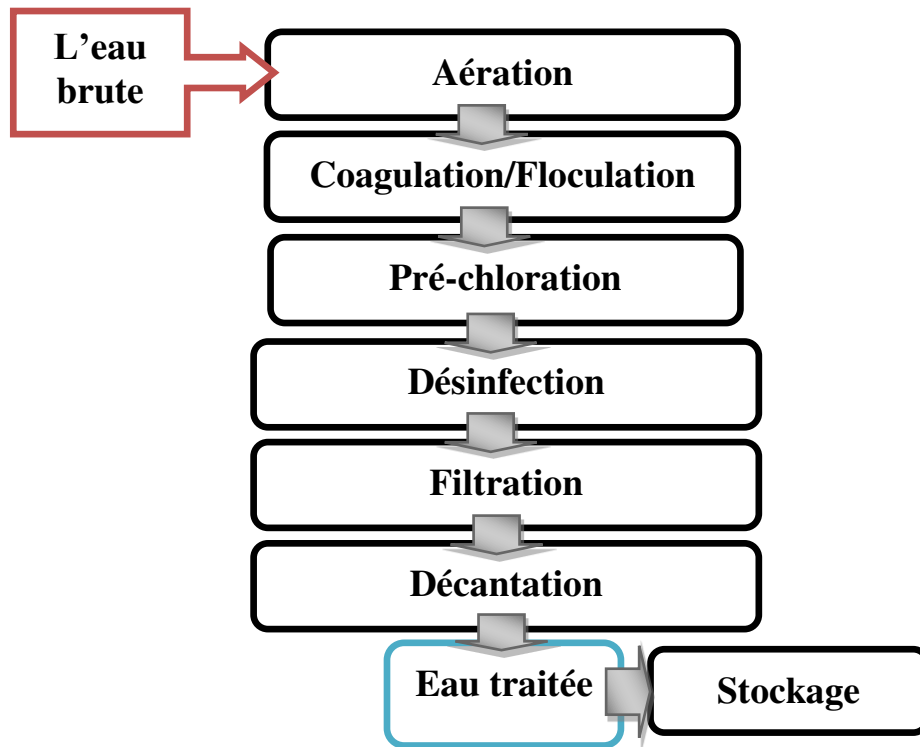 L’eau
brute
Aération
Coagulation/Floculation
Pré-chloration
Désinfection
Filtration
Décantation
Eau traitée
Stockage